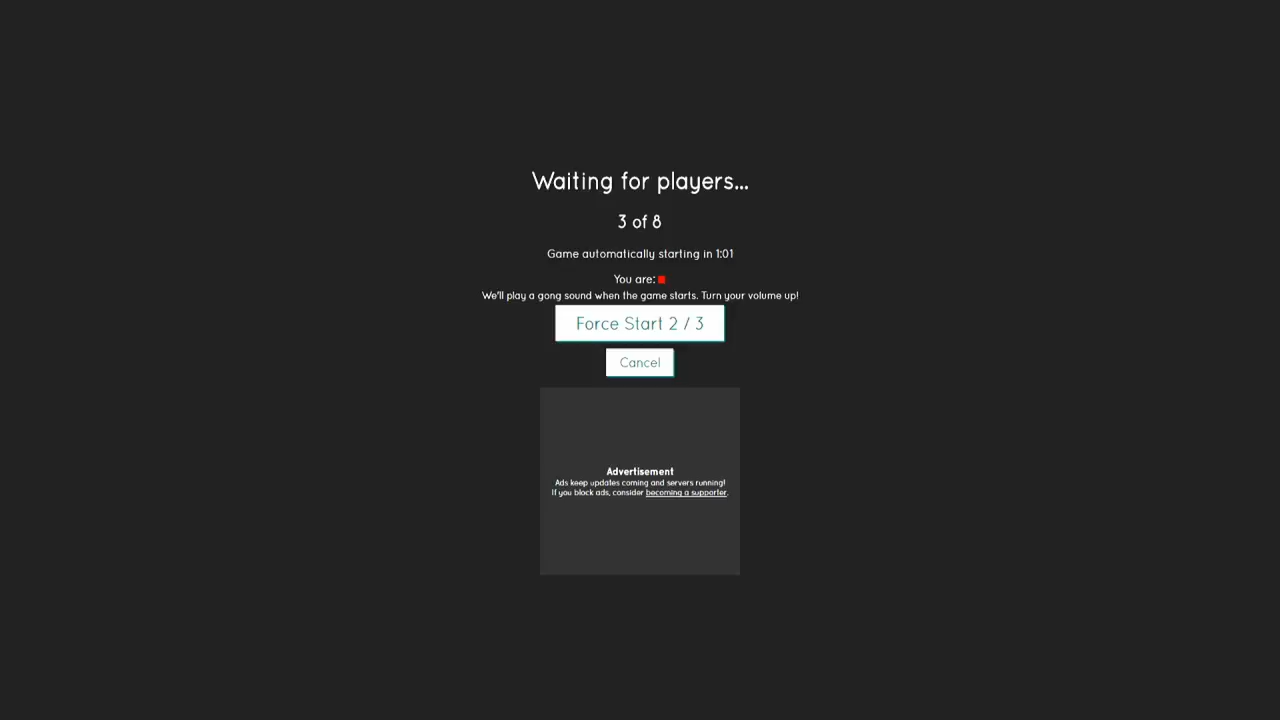 Waiting for players...
3 of 8
Game automatically starting in 1:01
You are:
We'll play a gong sound when the game starts. Turn your volume up!
Force Start 2 / 3
Cancel
Advertisement
Ads keep updates coming and servers running!
If you block ads, consider becoming a supporter.